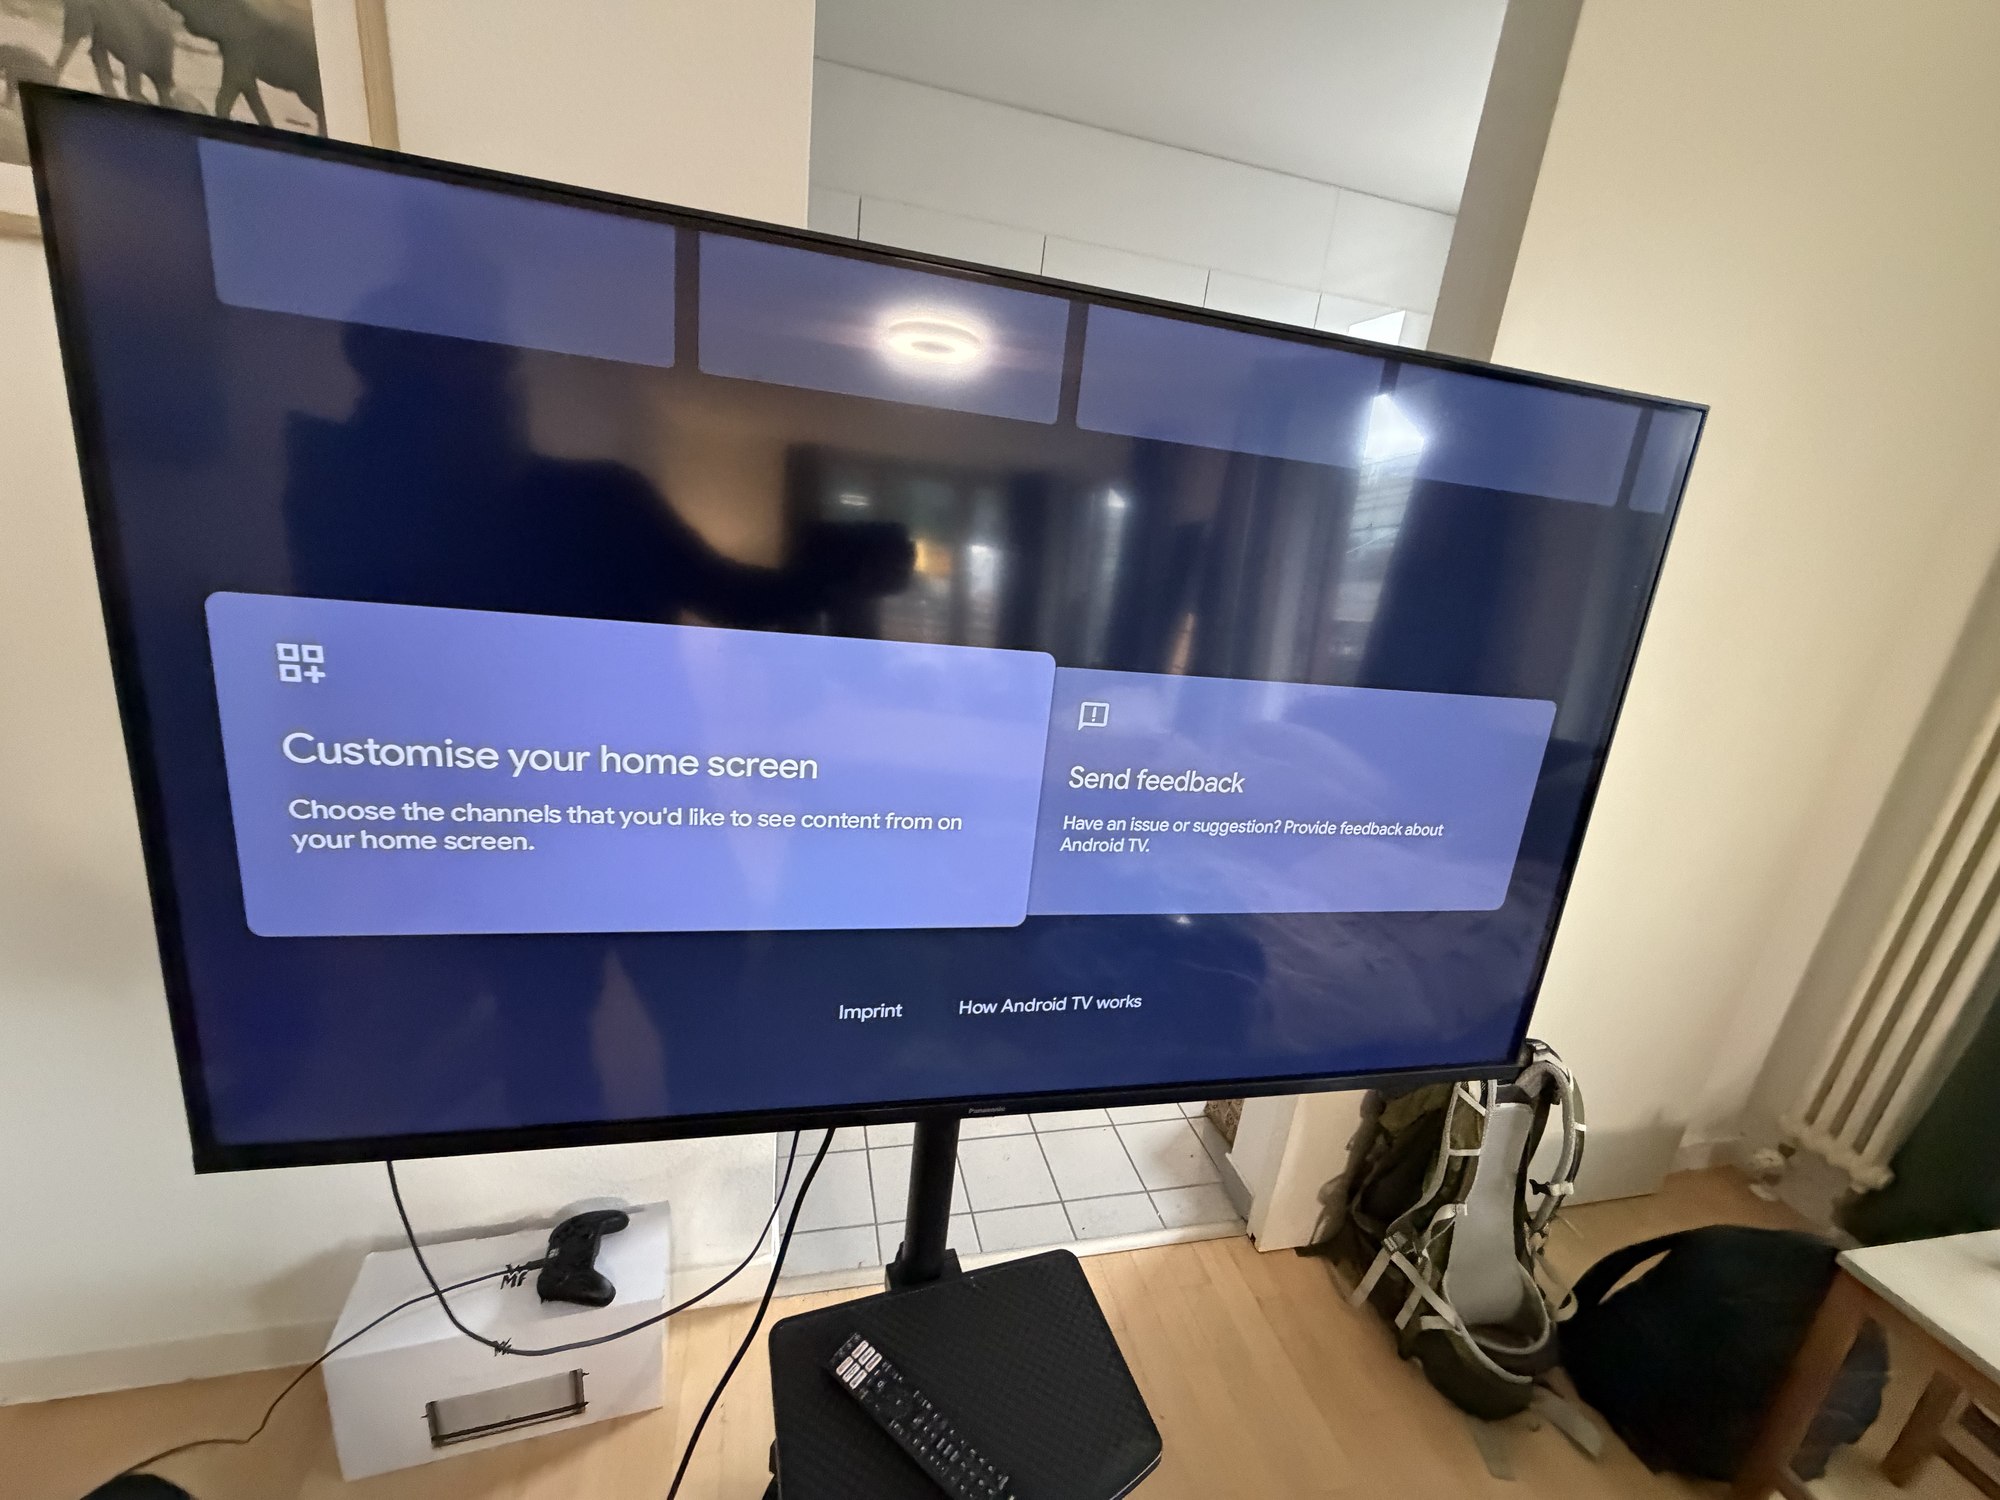 Customise your home screen
Choose the channels that you'd like to see content from on
your home screen.
Send feedback
Have an issue or suggestion? Provide feedback about
Android TV.
Imprint
How Android TV works
Panasonic